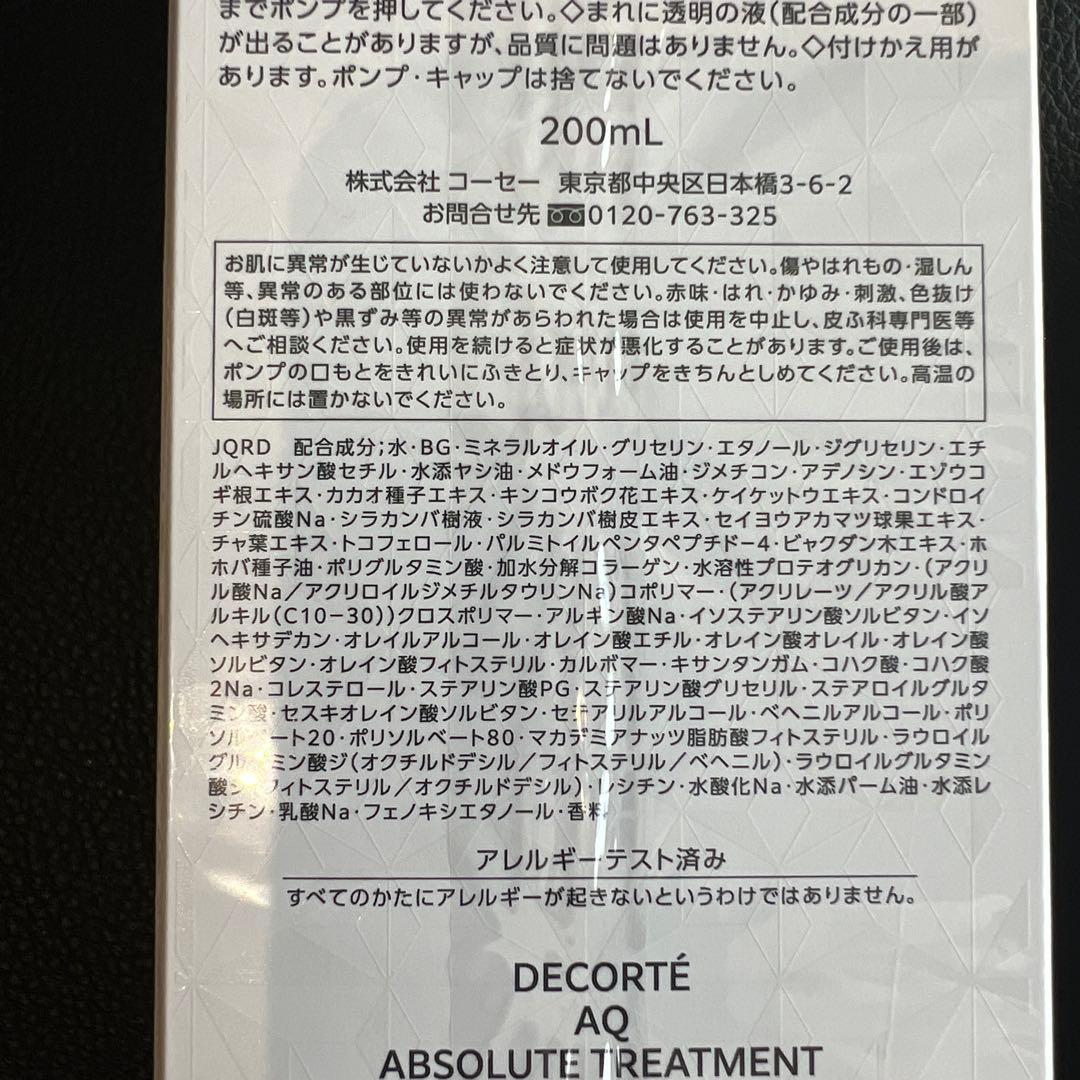 までポンプを押してください。◇まれに透明の液(配合成分の一部)
が出ることがありますが、品質に問題はありません。◇付けかえ用が
あります。ポンプ・キャップは捨てないでください。
200mL
株式会社 コーセー 東京都中央区日本橋3-6-2
お問合せ先 0120-763-325
お肌に異常が生じていないかよく注意して使用してください。傷やはれもの・湿しん
等、異常のある部位には使わないでください。赤味・はれ・かゆみ・刺激、色抜け
(白斑等)や黒ずみ等の異常があらわれた場合は使用を中止し、皮ふ科専門医等
へご相談ください。使用を続けると症状が悪化することがあります。ご使用後は、
ポンプの口もとをきれいにふきとり、キャップをきちんとしめてください。高温の
場所には置かないでください。
JQRD 配合成分;水・BG・ミネラルオイル・グリセリン・エタノール・ジグリセリン・エチ
ルヘキサン酸セチル・水添ヤシ油・メドウフォーム油・ジメチコン・アデノシン・エゾウコ
ギ根エキス・カカオ種子エキス・キンコウボク花エキス・ケイケットウエキス・コンドロイ
チン硫酸Na・シラカンバ樹液・シラカンバ樹皮エキス・セイヨウアカマツ球果エキス・
チャ葉エキス・トコフェロール・パルミトイルペンタペプチド-4・ビャクダン木エキス・ホ
ホバ種子油・ポリグルタミン酸・加水分解コラーゲン・水溶性プロテオグリカン・(アクリ
ル酸Na/アクリロイルジメチルタウリンNa)コポリマー・(アクリレーツ/アクリル酸ア
ルキル(C10-30))クロスポリマー・アルギン酸Na・イソステアリン酸ソルビタン・イソ
ヘキサデカン・オレイルアルコール・オレイン酸エチル・オレイン酸オレイル・オレイン酸
ソルビタン・オレイン酸フィトステリル・カルボマー・キサンタンガム・コハク酸・コハク酸
2Na・コレステロール・ステアリン酸PG・ステアリン酸グリセリル・ステアロイルグルタ
ミン酸・セスキオレイン酸ソルビタン・セテアリルアルコール・ベヘニルアルコール・ポリ
ソルベート20・ポリソルベート80・マカデミアナッツ脂肪酸フィトステリル・ラウロイル
グルタミン酸ジ(オクチルドデシル/フィトステリル/ベヘニル)・ラウロイルグルタミン
酸ジ(フィトステリル/オクチルドデシル)・レシチン・水酸化Na・水添パーム油・水添レ
シチン・乳酸Na・フェノキシエタノール・香料
アレルギーテスト済み
すべてのかたにアレルギーが起きないというわけではありません。
DECORTÉ
AQ
ABSOLUTE TREATMENT